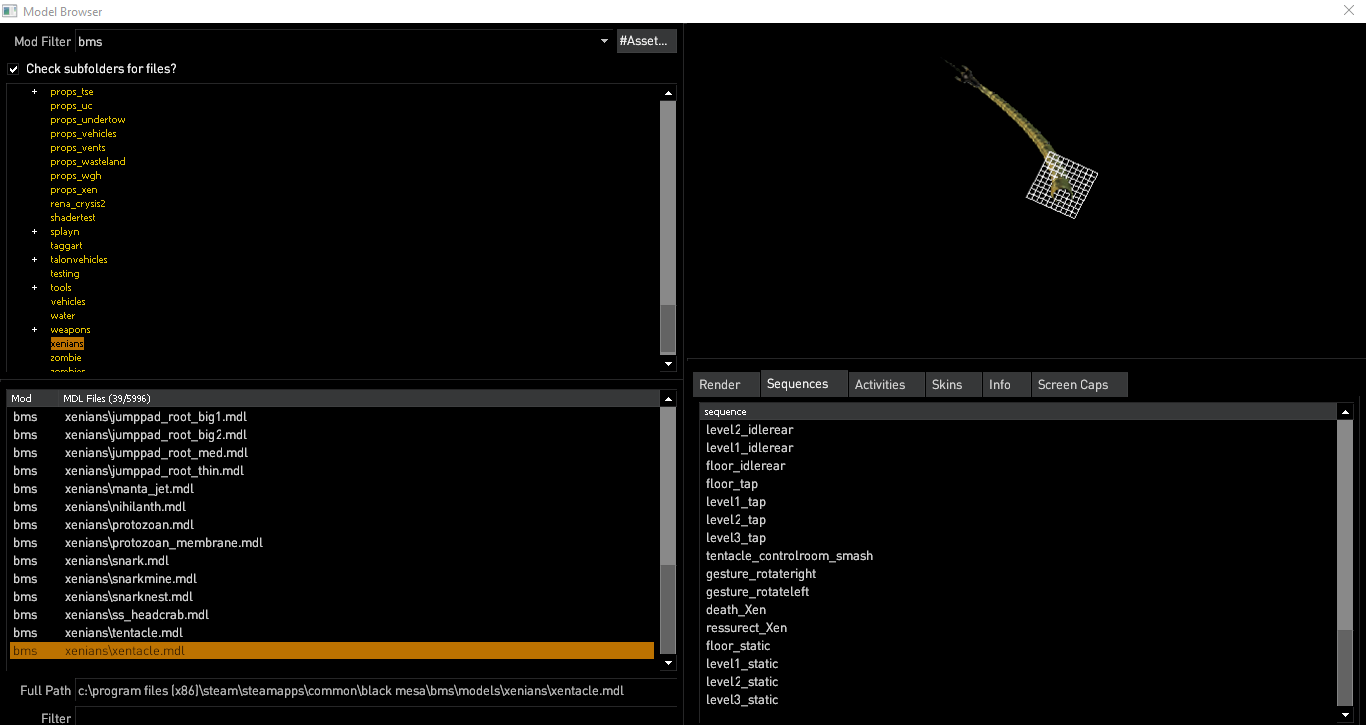 Model Browser
Mod Filter bms #Asset...
Check subfolders for files?
+ props_tse
props_uc
props_undertow
props_vehicles
props_vents
props_wasteland
props_wgh
props_xen
rena_crysis2
shadertest
+ splayn
taggart
+ talonvehicles
testing
+ tools
vehicles
water
+ weapons
xenians
zombie
zombies
Mod MDL Files (39/5996)
bms xenians\jumppad_root_big1.mdl
bms xenians\jumppad_root_big2.mdl
bms xenians\jumppad_root_med.mdl
bms xenians\jumppad_root_thin.mdl
bms xenians\manta_jet.mdl
bms xenians\nihilanth.mdl
bms xenians\protozoan.mdl
bms xenians\protozoan_membrane.mdl
bms xenians\snark.mdl
bms xenians\snarkmine.mdl
bms xenians\snarknest.mdl
bms xenians\ss_headcrab.mdl
bms xenians\tentacle.mdl
bms xenians\xentacle.mdl
Full Path c:\program files (x86)\steam\steamapps\common\black mesa\bms\models\xenians\xentacle.mdl
Filter
Render Sequences Activities Skins Info Screen Caps
sequence
level2_idlerear
level1_idlerear
floor_idlerear
floor_tap
level1_tap
level2_tap
level3_tap
tentacle_controlroom_smash
gesture_rotateright
gesture_rotateleft
death_Xen
ressurect_Xen
floor_static
level1_static
level2_static
level3_static